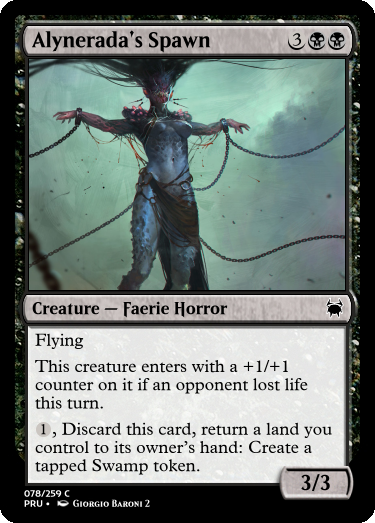 Alynerada's Spawn 3
Creature — Faerie Horror
Flying
This creature enters with a +1/+1
counter on it if an opponent lost life
this turn.
1, Discard this card, return a land you
control to its owner's hand: Create a
tapped Swamp token.
3/3
078/259 C
PRU • Giorgio Baroni 2